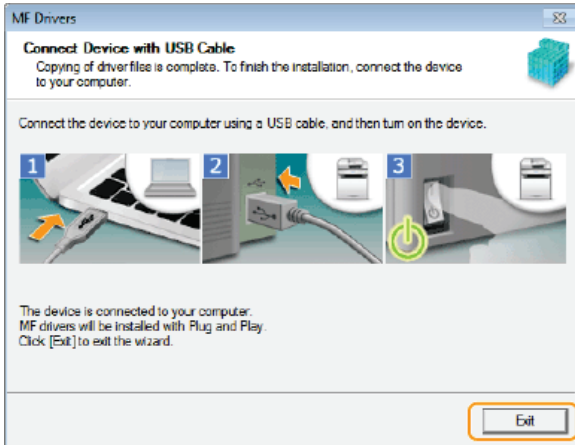 MF Drivers
Connect Device with USB Cable
Copying of driver files is complete. To finish the installation, connect the device
to your computer.
Connect the device to your computer using a USB cable, and then turn on the device.
1
2
3
The device is connected to your computer.
MF drivers will be installed with Plug and Play.
Click [Exit] to exit the wizard.
Exit